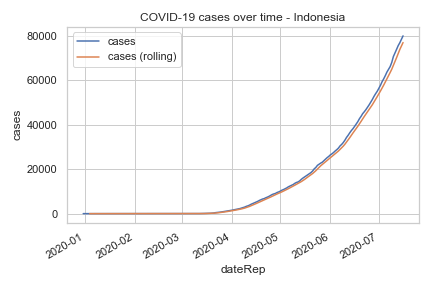 COVID-19 cases over time - Indonesia
cases
cases (rolling)
80000
60000
40000
20000
0
cases
2020-01
2020-02
2020-03
2020-04
2020-05
2020-06
2020-07
dateRep